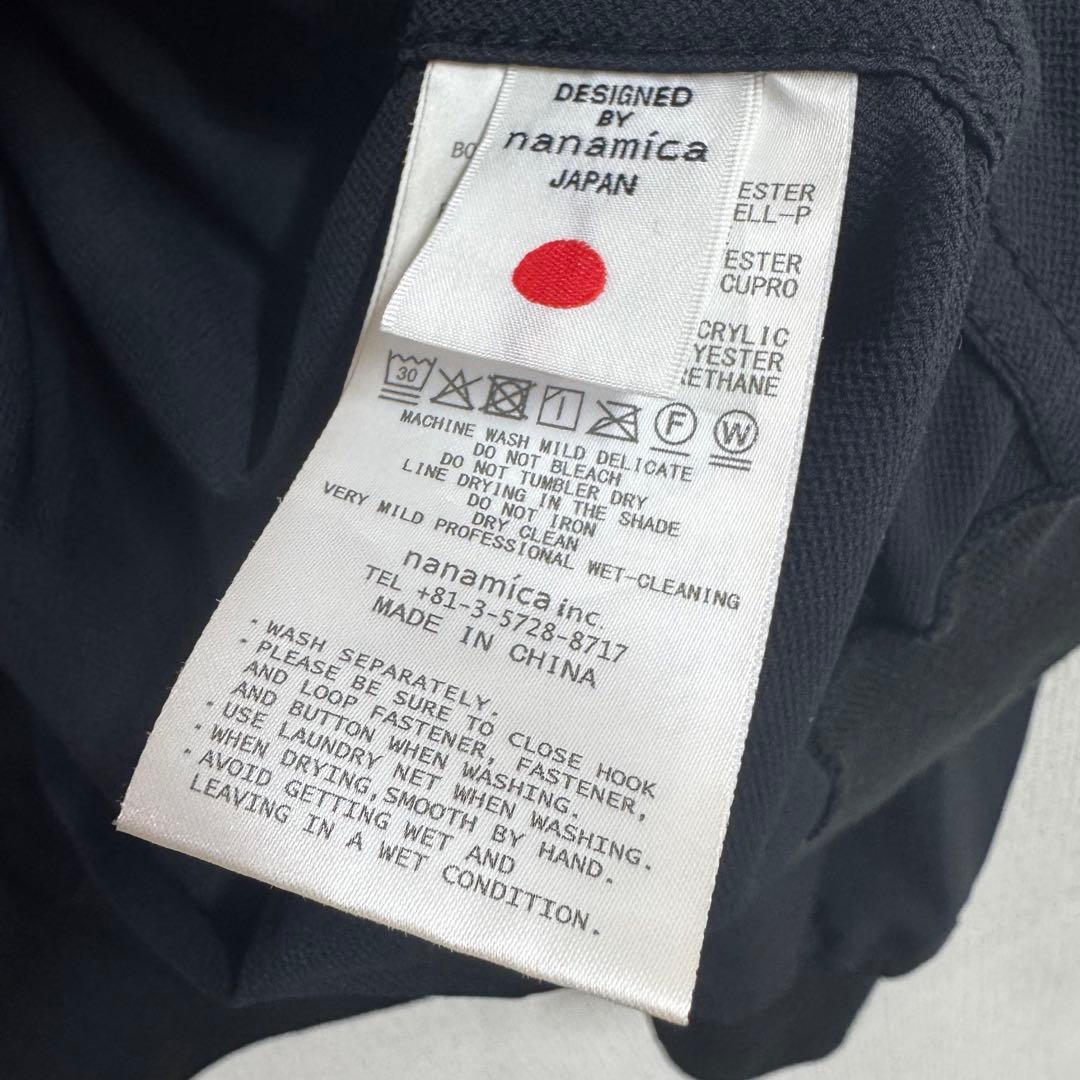 DESIGNED
BY
nanamica
JAPAN
BO
ESTER
ELL-P
ESTER
CUPRO
CRYLIC
YESTER
RETHANE
30
F
W
MACHINE WASH MILD DELICATE
DO NOT BLEACH
DO NOT TUMBLER DRY
LINE DRYING IN THE SHADE
DO NOT IRON
DRY CLEAN
VERY MILD PROFESSIONAL WET-CLEANING
nanamica inc.
TEL +81-3-5728-8717
MADE IN CHINA
・WASH SEPARATELY.
・PLEASE BE SURE TO CLOSE HOOK
AND LOOP FASTENER, FASTENER,
AND BUTTON WHEN WASHING.
・USE LAUNDRY NET WHEN WASHING.
・WHEN DRYING,SMOOTH BY HAND.
・AVOID GETTING WET AND
LEAVING IN A WET CONDITION.